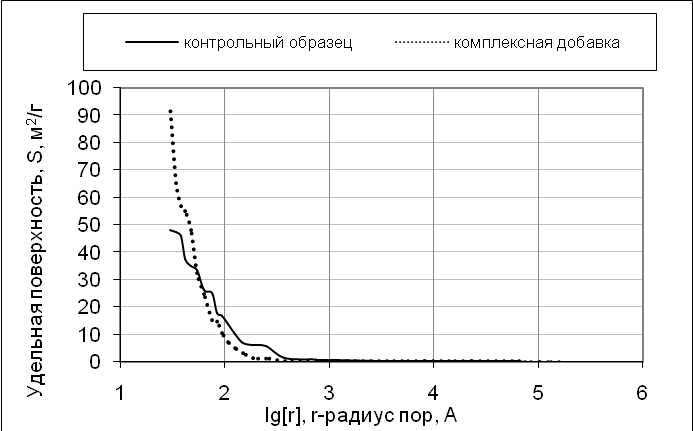 контрольный образец
комплексная добавка
Удельная поверхность, S, м²/г
100
90
80
70
60
50
40
30
20
10
0
1 2 3 4 5 6
lg[r], r-радиус пор, А